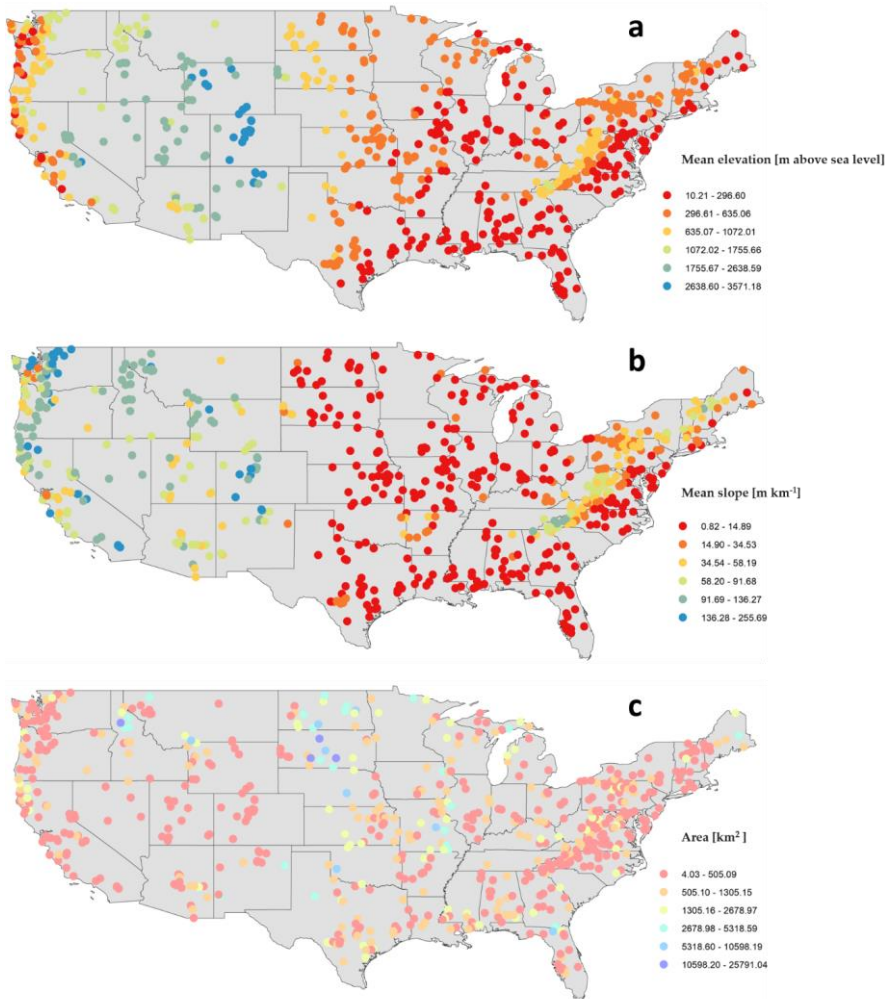 a
Mean elevation [m above sea level]
10.21 - 296.60
296.61 - 635.06
635.07 - 1072.01
1072.02 - 1755.66
1755.67 - 2638.59
2638.60 - 3571.18
b
Mean slope [m km⁻¹]
0.82 - 14.89
14.90 - 34.53
34.54 - 58.19
58.20 - 91.68
91.69 - 136.27
136.28 - 255.69
c
Area [km² ]
4.03 - 505.09
505.10 - 1305.15
1305.16 - 2678.97
2678.98 - 5318.59
5318.60 - 10598.19
10598.20 - 25791.04